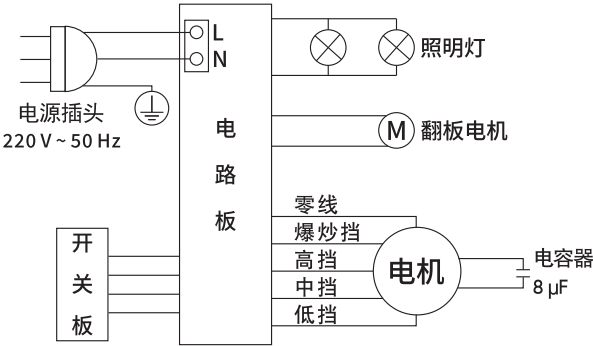 L
N
照明灯
电源插头
220 V ~ 50 Hz
电路板
M
翻板电机
零线
爆炒挡
高挡
中挡
低挡
电机
电容器
8 μF
开关板